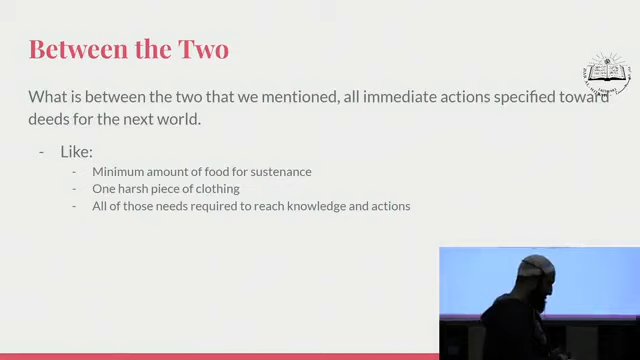 Between the Two
What is between the two that we mentioned, all immediate actions specified toward
deeds for the next world.
- Like:
- Minimum amount of food for sustenance
- One harsh piece of clothing
- All of those needs required to reach knowledge and actions